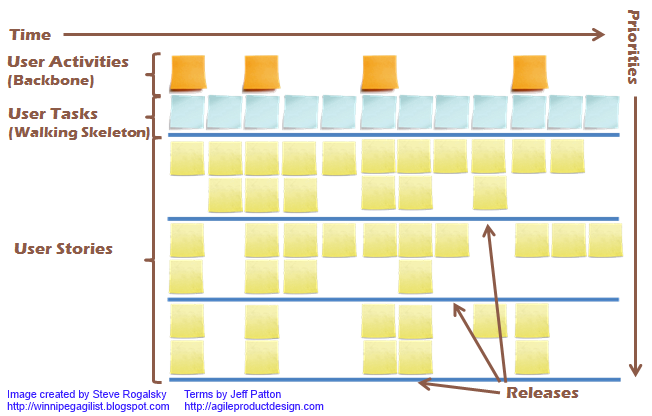 Time
Priorities
User Activities
(Backbone)
User Tasks
(Walking Skeleton)
User Stories
Releases
Image created by Steve Rogalsky Terms by Jeff Patton
http://winnipegagilist.blogspot.com http://agileproductdesign.com